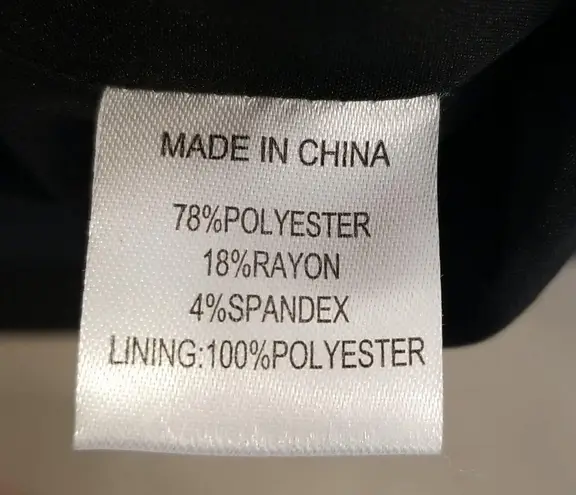 MADE IN CHINA
78%POLYESTER
18%RAYON
4%SPANDEX
LINING:100%POLYESTER